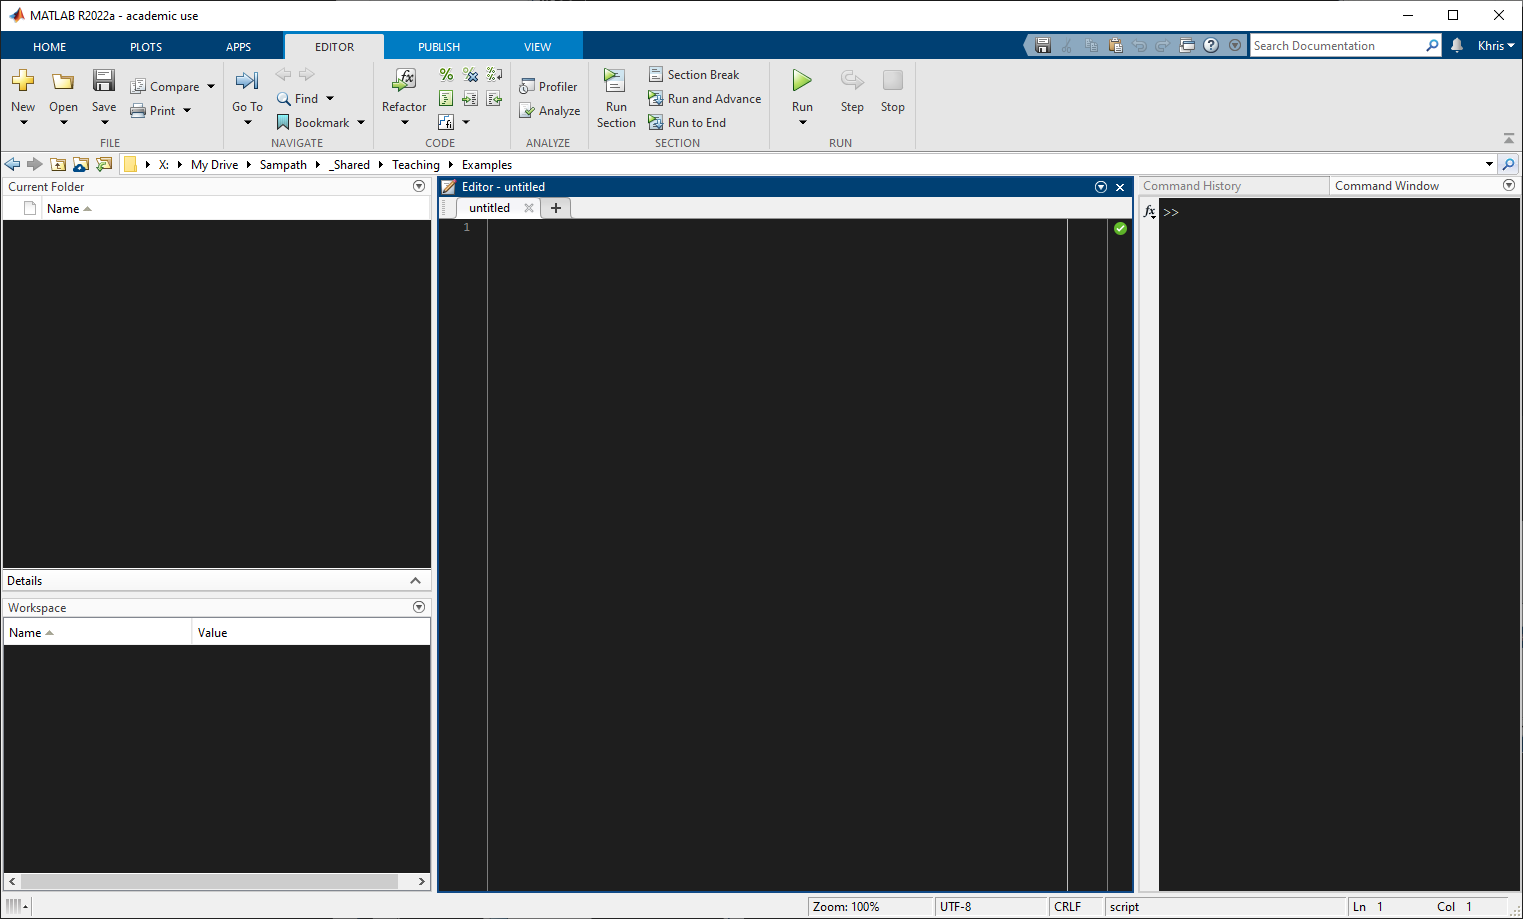 MATLAB R2022a - academic use
HOME PLOTS APPS EDITOR PUBLISH VIEW Search Documentation Khris
New Open Save Compare Print Go To Find Bookmark Refactor Profiler Analyze Run Section Section Break Run and Advance Run to End Run Step Stop
FILE NAVIGATE CODE ANALYZE SECTION RUN
X: My Drive Sampath _Shared Teaching Examples
Current Folder
Name
Editor - untitled
untitled
1
Command History Command Window
fx >>
Details
Workspace
Name Value
Zoom: 100% UTF-8 CRLF script Ln 1 Col 1